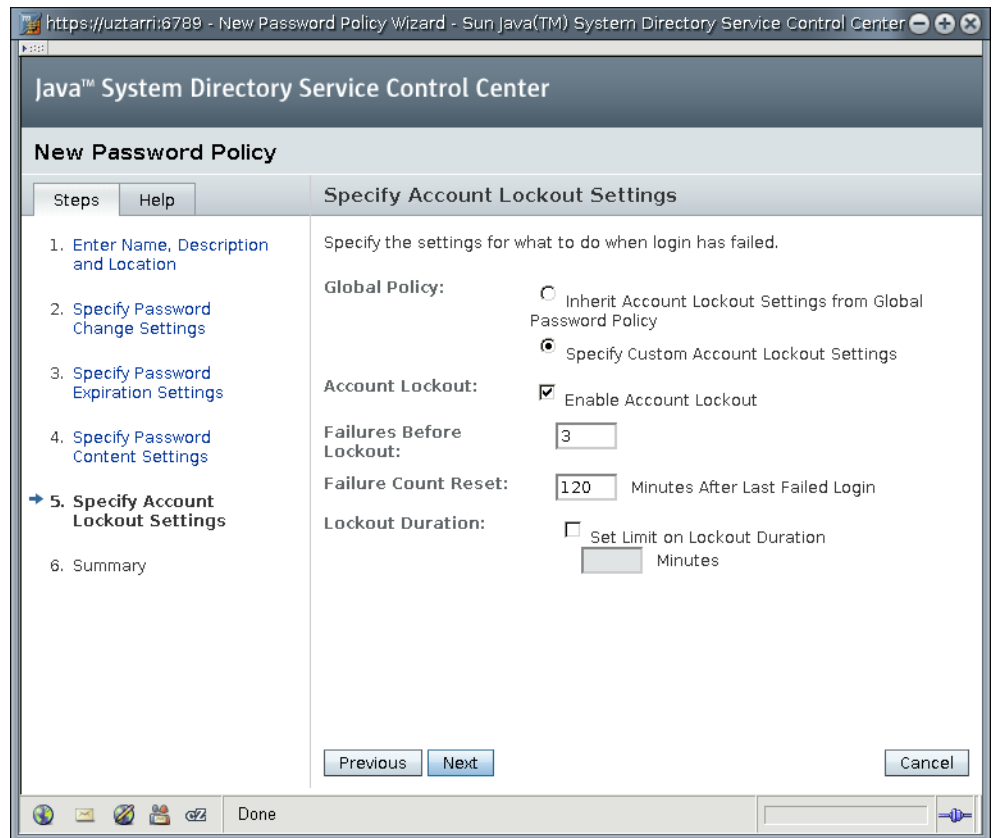 https://uztarri:6789 - New Password Policy Wizard - Sun Java(TM) System Directory Service Control Center
Java™ System Directory Service Control Center
New Password Policy
Steps
Help
1. Enter Name, Description
and Location
2. Specify Password
Change Settings
3. Specify Password
Expiration Settings
4. Specify Password
Content Settings
5. Specify Account
Lockout Settings
6. Summary
Specify Account Lockout Settings
Specify the settings for what to do when login has failed.
Global Policy:
Inherit Account Lockout Settings from Global
Password Policy
Specify Custom Account Lockout Settings
Account Lockout:
Enable Account Lockout
Failures Before
Lockout:
3
Failure Count Reset:
120 Minutes After Last Failed Login
Lockout Duration:
Set Limit on Lockout Duration
Minutes
Previous
Next
Cancel
Done